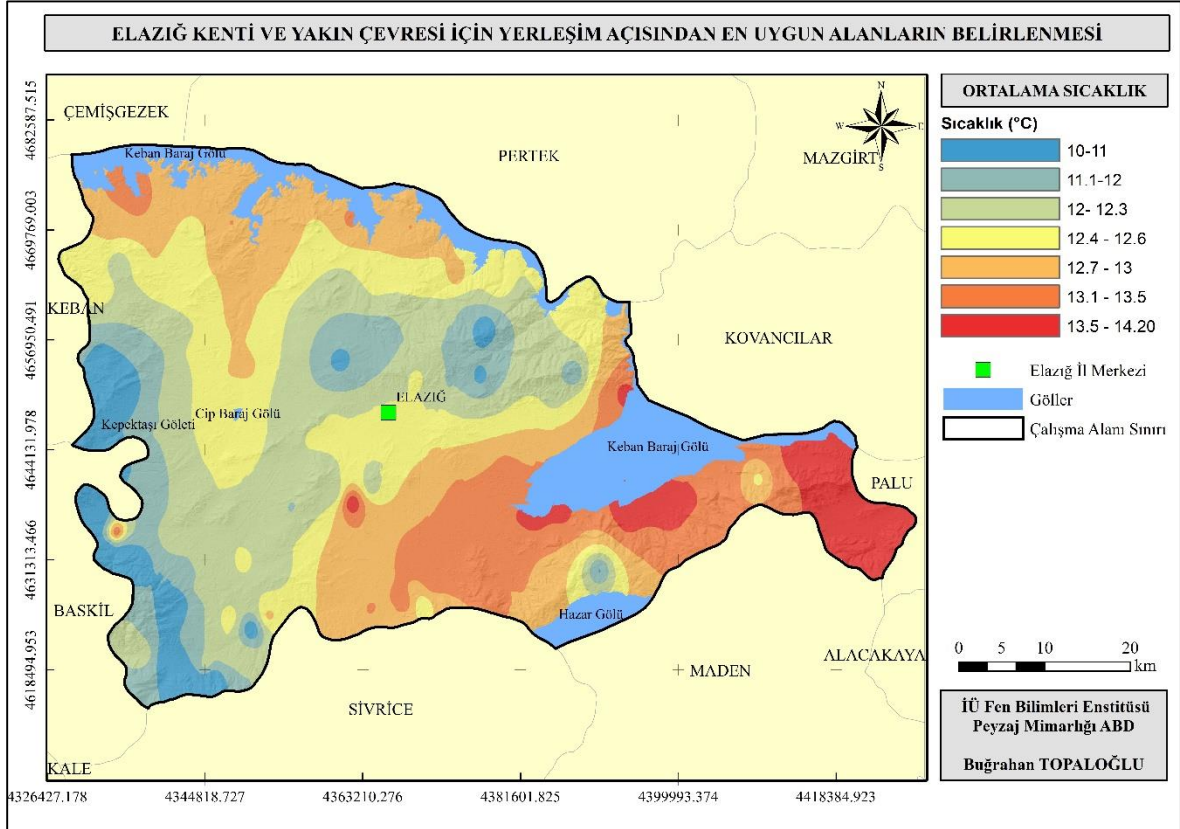 ELAZIĞ KENTİ VE YAKIN ÇEVRESİ İÇİN YERLEŞİM AÇISINDAN EN UYGUN ALANLARIN BELİRLENMESİ
ÇEMİŞGEZEK
Keban Baraj Gölü
PERTEK
MAZGİRT
KEBAN
KOVANCILAR
ELAZIĞ
Cip Baraj Gölü
Kepektaşı Göleti
Keban Baraj Gölü
PALU
BASKİL
Hazar Gölü
ALACAKAYA
MADEN
SİVRİCE
KALE
4682587.515
4669769.003
4656950.491
4644131.978
4631313.466
4618494.953
4326427.178
4344818.727
4363210.276
4381601.825
4399993.374
4418384.923
ORTALAMA SICAKLIK
N
W
E
S
Sıcaklık (°C)
10-11
11.1-12
12- 12.3
12.4 - 12.6
12.7 - 13
13.1 - 13.5
13.5 - 14.20
Elazığ İl Merkezi
Göller
Çalışma Alanı Sınırı
0 5 10 20
km
İÜ Fen Bilimleri Enstitüsü
Peyzaj Mimarlığı ABD
Buğrahan TOPALOĞLU